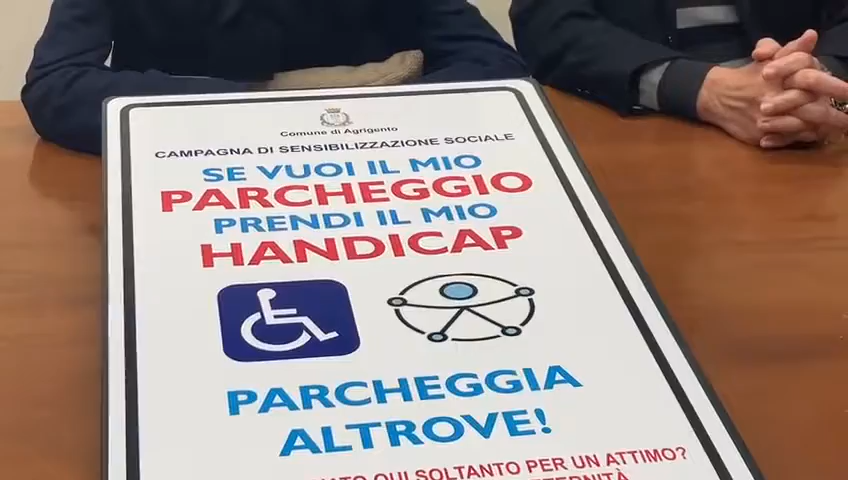 Comune di Agrigento
CAMPAGNA DI SENSIBILIZZAZIONE SOCIALE
SE VUOI IL MIO
PARCHEGGIO
PRENDI IL MIO
HANDICAP
PARCHEGGIA
ALTROVE!
QUI SOLTANTO PER UN ATTIMO?